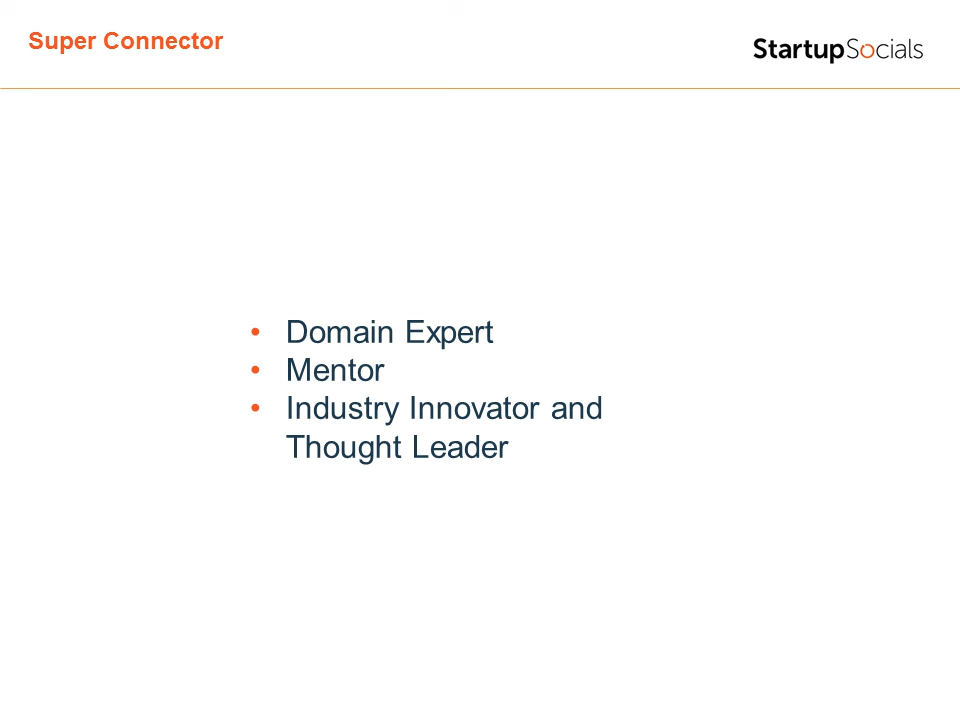 Super Connector
StartupSocials
• Domain Expert
• Mentor
• Industry Innovator and
Thought Leader